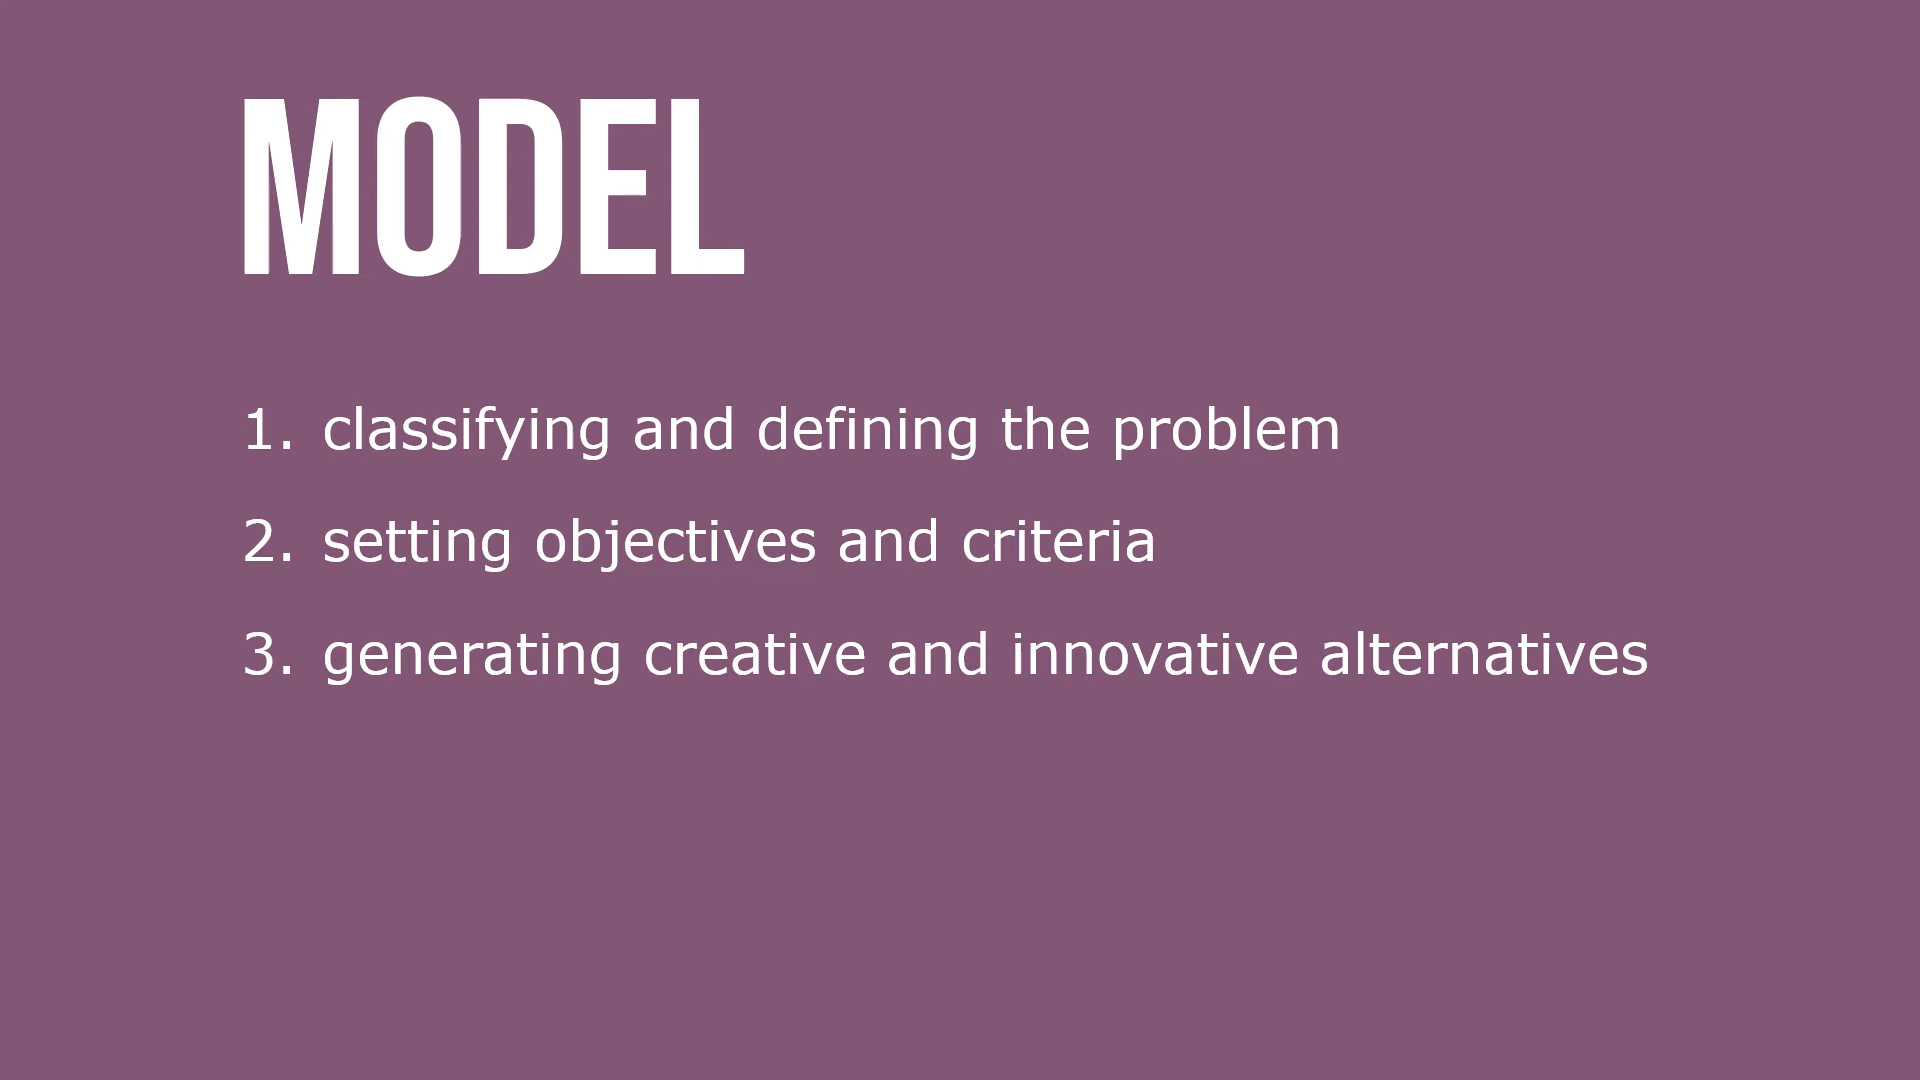 MODEL
1. classifying and defining the problem
2. setting objectives and criteria
3. generating creative and innovative alternatives